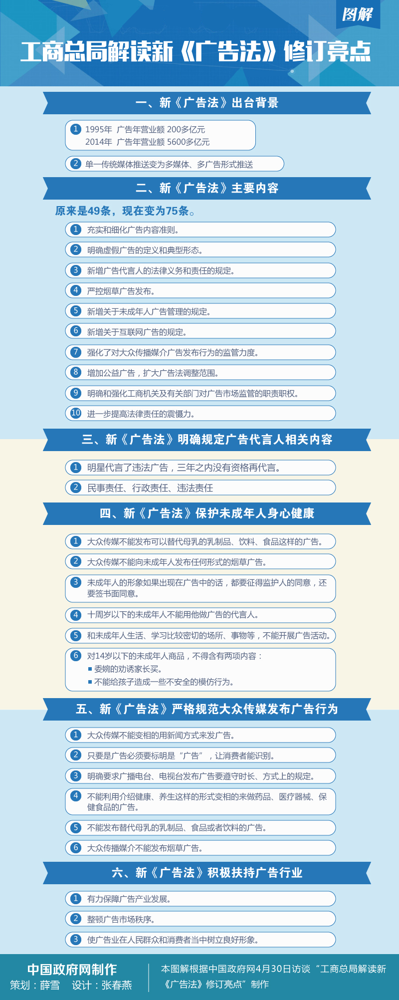 图解
工商总局解读新《广告法》修订亮点
一、新《广告法》出台背景
1 1995年 广告年营业额 200多亿元
2014年 广告年营业额 5600多亿元
2 单一传统媒体推送变为多媒体、多广告形式推送
二、新《广告法》主要内容
原来是49条，现在变为75条。
1 充实和细化广告内容准则。
2 明确虚假广告的定义和典型形态。
3 新增广告代言人的法律义务和责任的规定。
4 严控烟草广告发布。
5 新增关于未成年人广告管理的规定。
6 新增关于互联网广告的规定。
7 强化了对大众传播媒介广告发布行为的监管力度。
8 增加公益广告，扩大广告法调整范围。
9 明确和强化工商机关及有关部门对广告市场监管的职责职权。
10 进一步提高法律责任的震慑力。
三、新《广告法》明确规定广告代言人相关内容
1 明星代言了违法广告，三年之内没有资格再代言。
2 民事责任、行政责任、违法责任
四、新《广告法》保护未成年人身心健康
1 大众传媒不能发布可以替代母乳的乳制品、饮料、食品这样的广告。
2 大众传媒不能向未成年人发布任何形式的烟草广告。
3 未成年人的形象如果出现在广告中的话，都要征得监护人的同意，还
要签书面同意。
4 十周岁以下的未成年人不能用他做广告的代言人。
5 和未成年人生活、学习比较密切的场所、事物等，不能开展广告活动。
6 对14岁以下的未成年人商品，不得含有两项内容：
■ 委婉的劝诱家长买。
■ 不能给孩子造成一些不安全的模仿行为。
五、新《广告法》严格规范大众传媒发布广告行为
1 大众传媒不能变相的用新闻方式来发广告。
2 只要是广告必须要标明是“广告”，让消费者能识别。
3 明确要求广播电台、电视台发布广告要遵守时长、方式上的规定。
4 不能利用介绍健康、养生这样的形式变相的来做药品、医疗器械、保
健食品的广告。
5 不能发布替代母乳的乳制品、食品或者饮料的广告。
6 大众传播媒介不能发布烟草广告。
六、新《广告法》积极扶持广告行业
1 有力保障广告产业发展。
2 整顿广告市场秩序。
3 使广告业在人民群众和消费者当中树立良好形象。
中国政府网制作
策划：薛雪 设计：张春燕
本图解根据中国政府网4月30日访谈“工商总局解读新
《广告法》修订亮点”制作